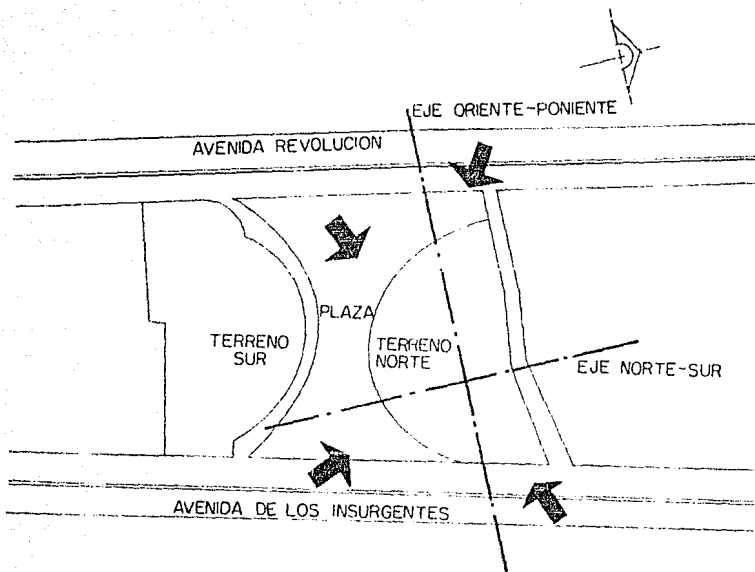 EJE ORIENTE-PONIENTE
AVENIDA REVOLUCION
PLAZA
TERRENO
SUR
TERRENO
NORTE
EJE NORTE-SUR
AVENIDA DE LOS INSURGENTES